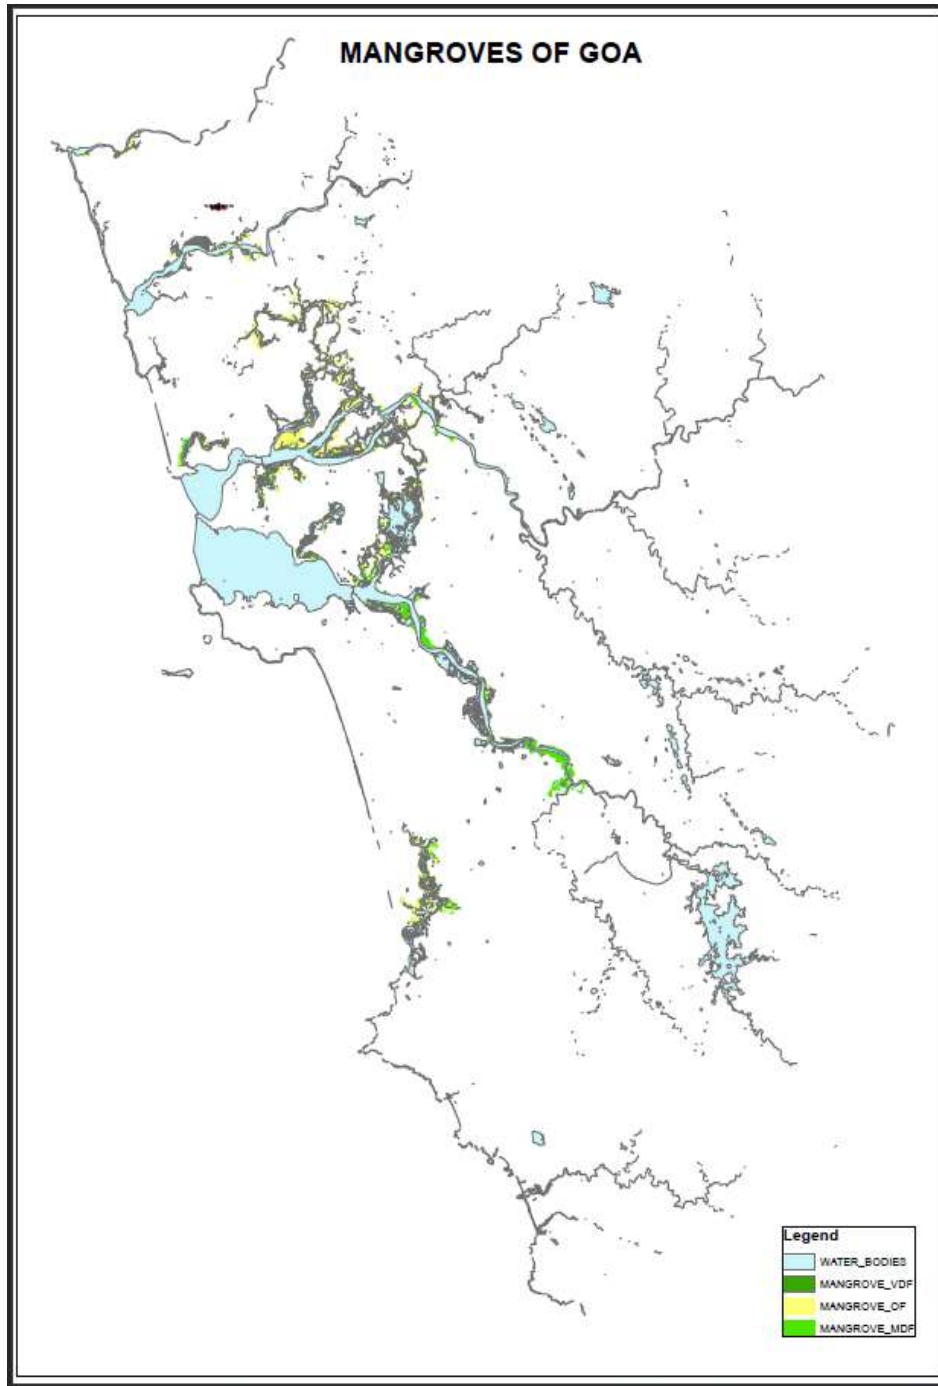 MANGROVES OF GOA
Legend
WATER_BODIES
MANGROVE_VDF
MANGROVE_OF
MANGROVE_MDF